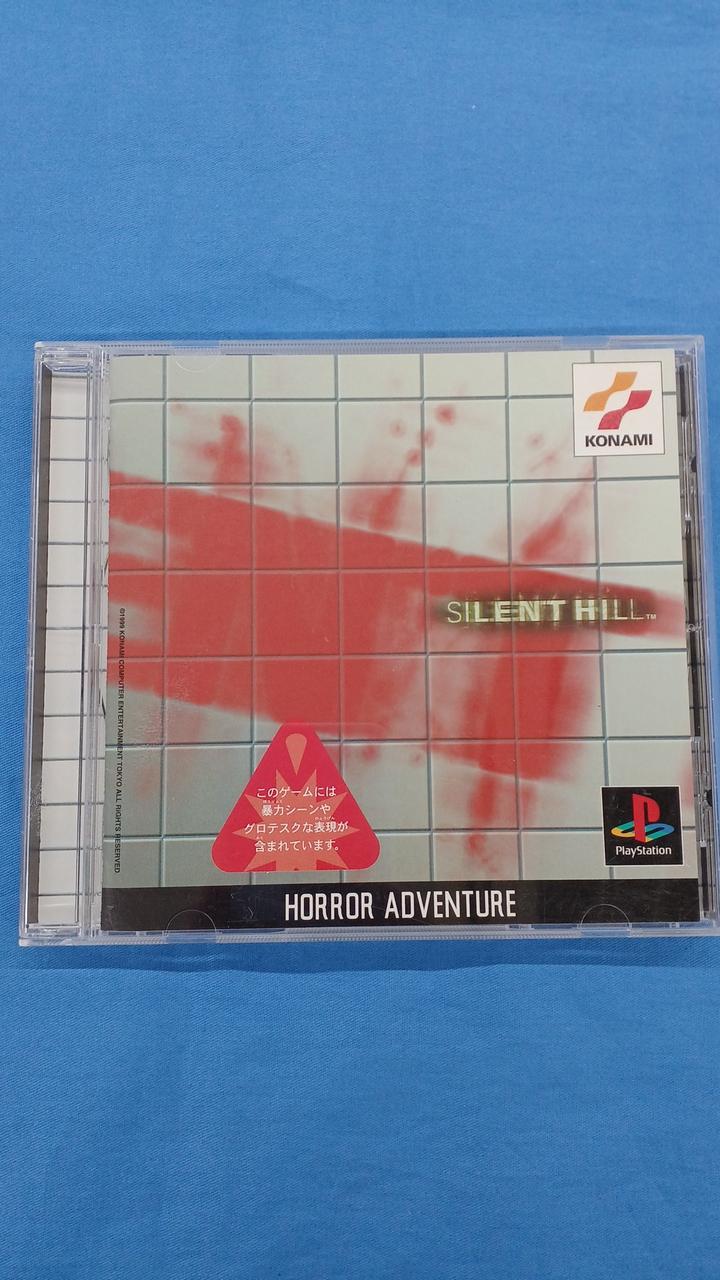 KONAMI
SILENT HILL™
©1999 KONAMI COMPUTER ENTERTAINMENT TOKYO ALL RIGHTS RESERVED
このゲームには
暴力シーンや
グロテスクな表現が
含まれています。
PlayStation
HORROR ADVENTURE